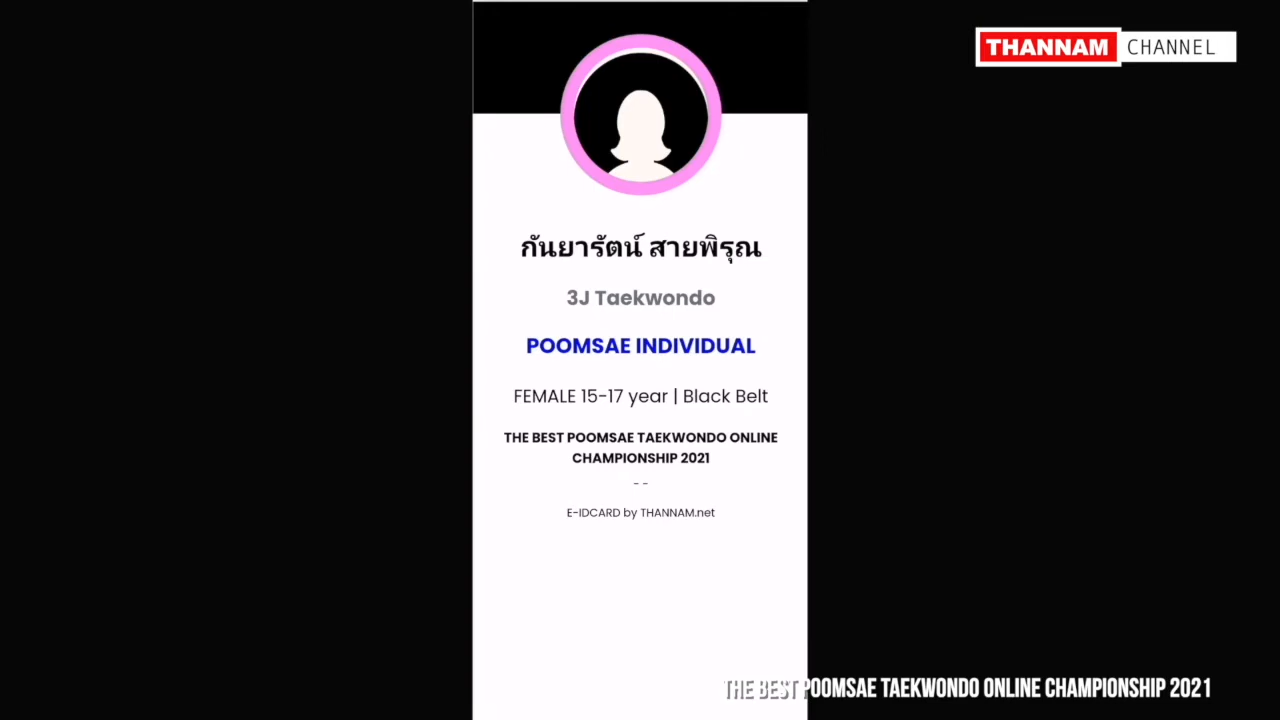 THANNAM CHANNEL
กันยารัตน์ สายพิรุณ
3J Taekwondo
POOMSAE INDIVIDUAL
FEMALE 15-17 year | Black Belt
THE BEST POOMSAE TAEKWONDO ONLINE
CHAMPIONSHIP 2021
--
E-IDCARD by THANNAM.net
THE BEST POOMSAE TAEKWONDO ONLINE CHAMPIONSHIP 2021